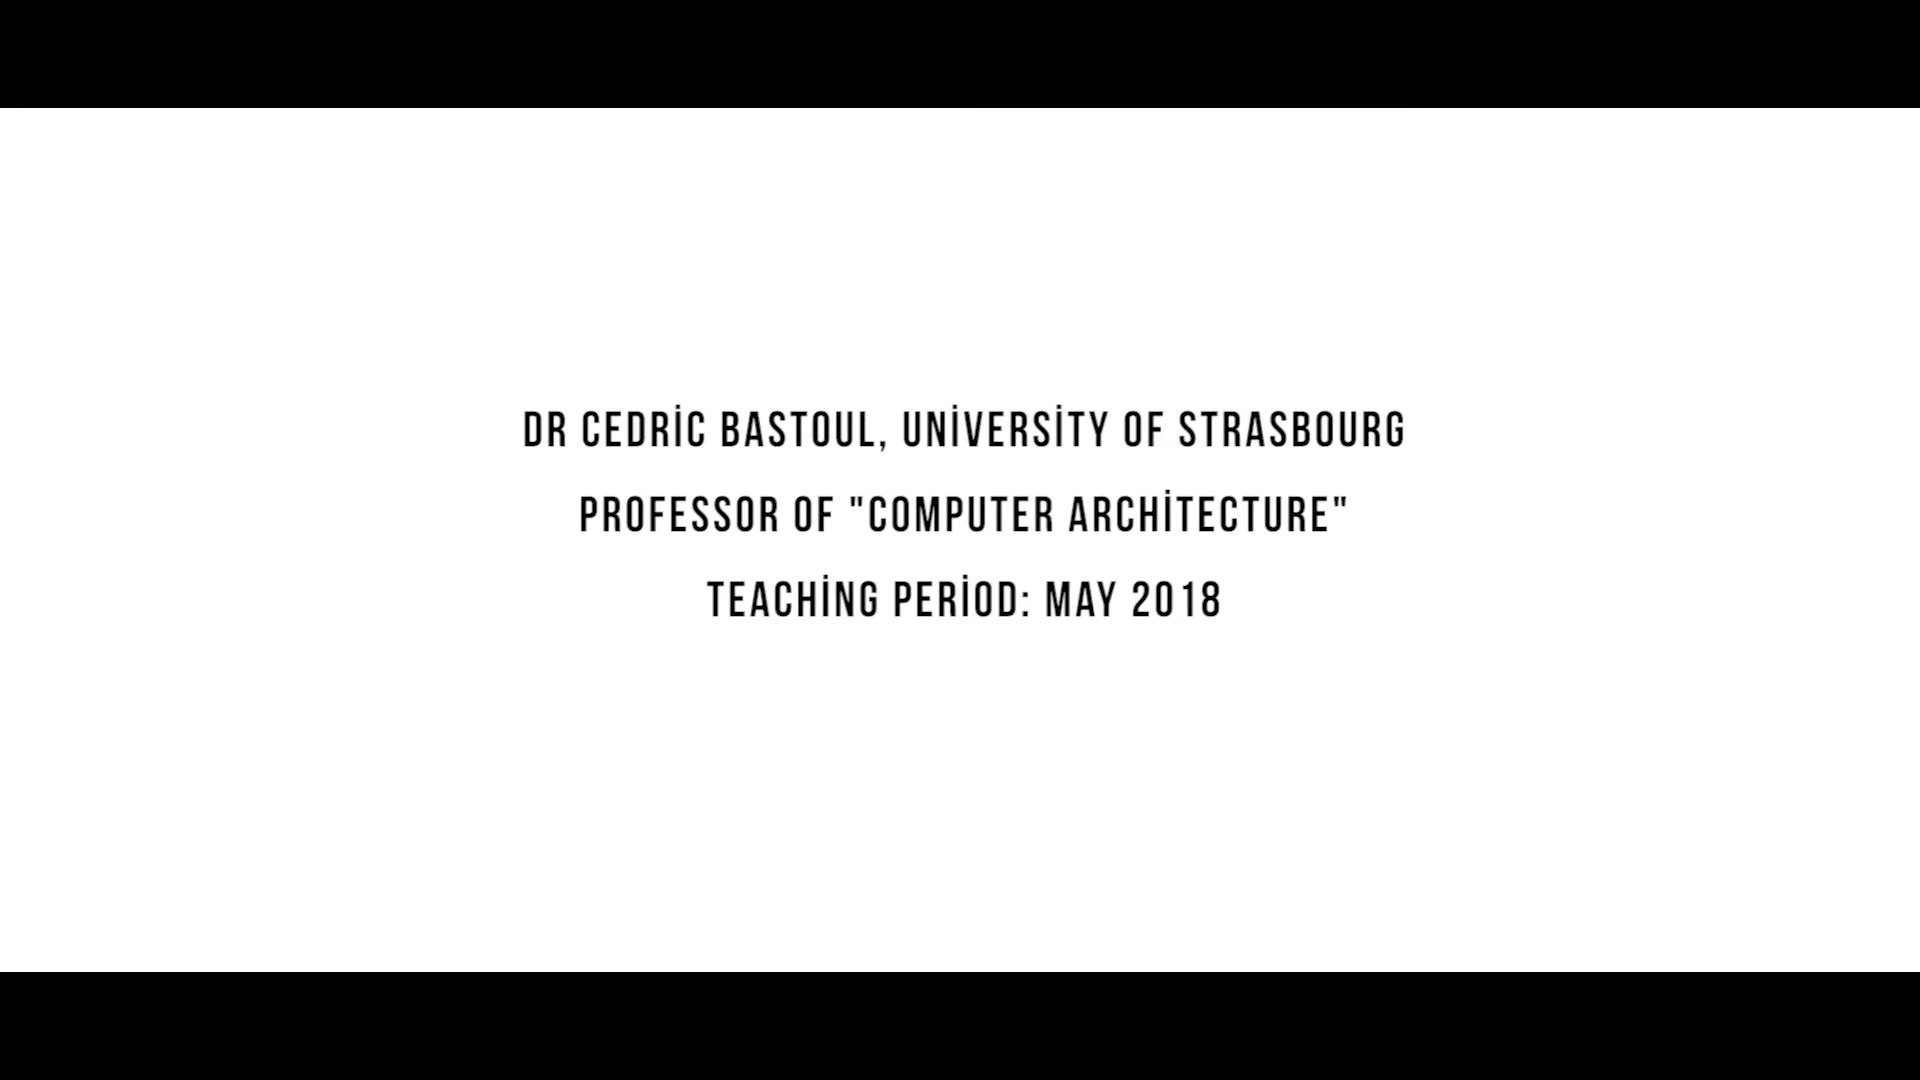 DR CEDRİC BASTOUL, UNİVERSİTY OF STRASBOURG
PROFESSOR OF "COMPUTER ARCHİTECTURE"
TEACHİNG PERİOD: MAY 2018